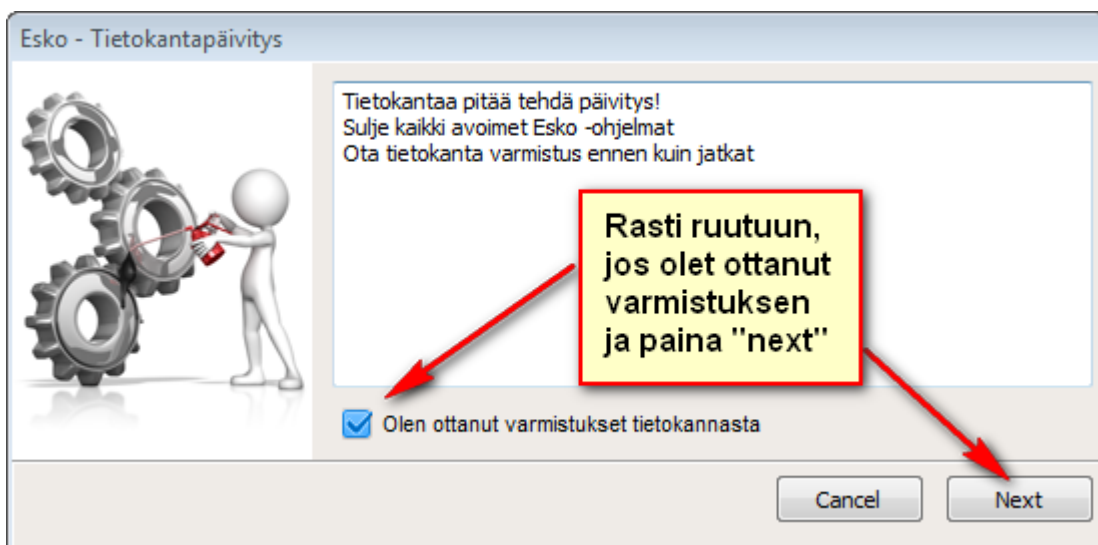 Esko - Tietokantapäivitys
Tietokantaa pitää tehdä päivitys!
Sulje kaikki avoimet Esko -ohjelmat
Ota tietokanta varmistus ennen kuin jatkat
Rasti ruutuun,
jos olet ottanut
varmistuksen
ja paina "next"
Olen ottanut varmistukset tietokannasta
Cancel
Next